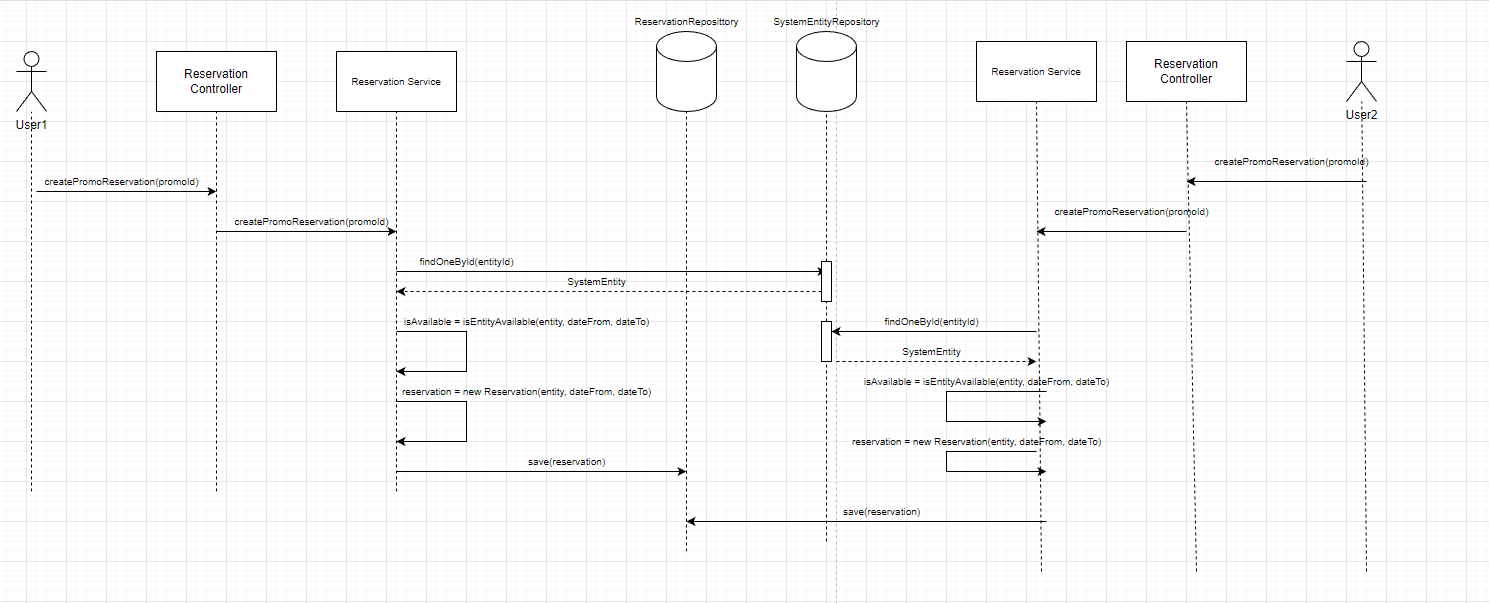 ReservationReposittory
SystemEntityRepository
Reservation
Controller
Reservation Service
Reservation Service
Reservation
Controller
User1
User2
createPromoReservation(promoId)
createPromoReservation(promoId)
createPromoReservation(promoId)
createPromoReservation(promoId)
findOneById(entityId)
SystemEntity
isAvailable = isEntityAvailable(entity, dateFrom, dateTo)
findOneById(entityId)
SystemEntity
isAvailable = isEntityAvailable(entity, dateFrom, dateTo)
reservation = new Reservation(entity, dateFrom, dateTo)
reservation = new Reservation(entity, dateFrom, dateTo)
save(reservation)
save(reservation)